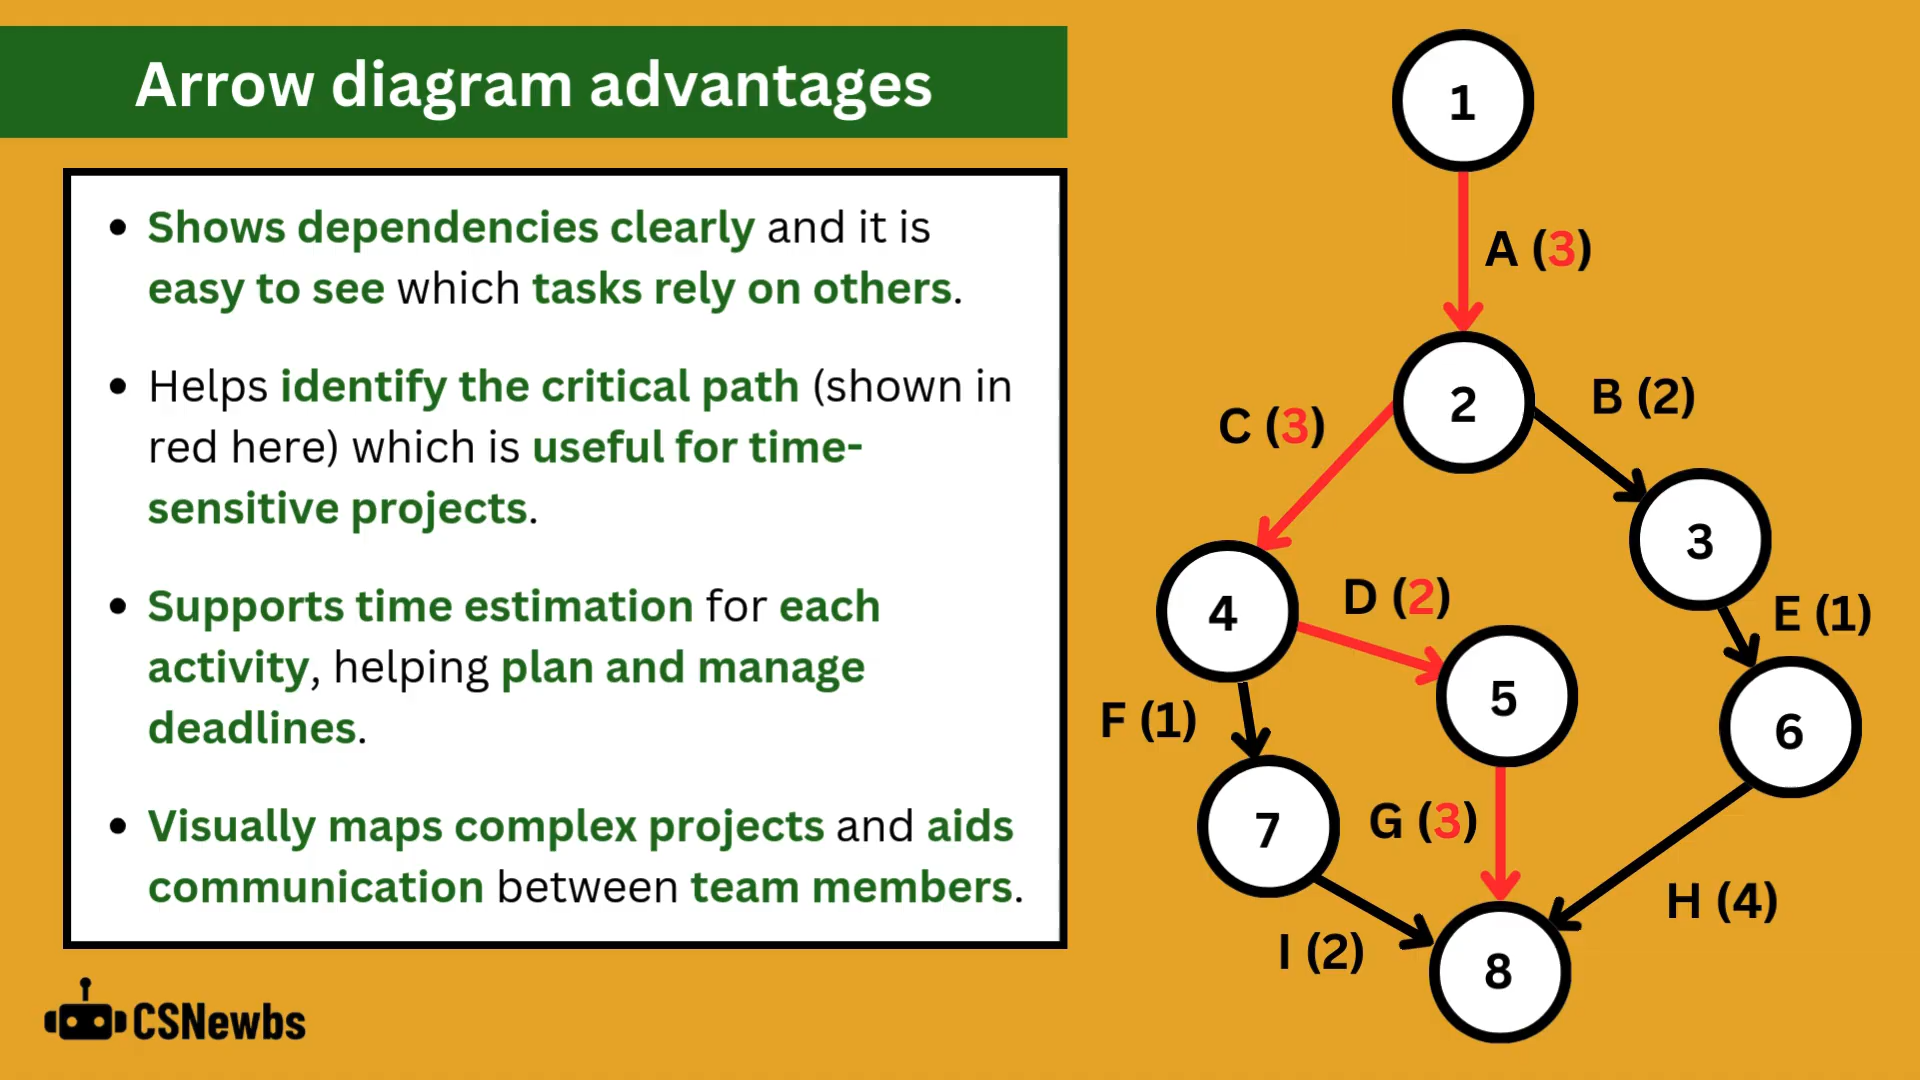 Arrow diagram advantages
• Shows dependencies clearly and it is
easy to see which tasks rely on others.
• Helps identify the critical path (shown in
red here) which is useful for time-
sensitive projects.
• Supports time estimation for each
activity, helping plan and manage
deadlines.
• Visually maps complex projects and aids
communication between team members.
CSNewbs
1
A (3)
2
B (2)
C (3)
3
4
D (2)
E (1)
5
F (1)
6
7
G (3)
H (4)
I (2)
8